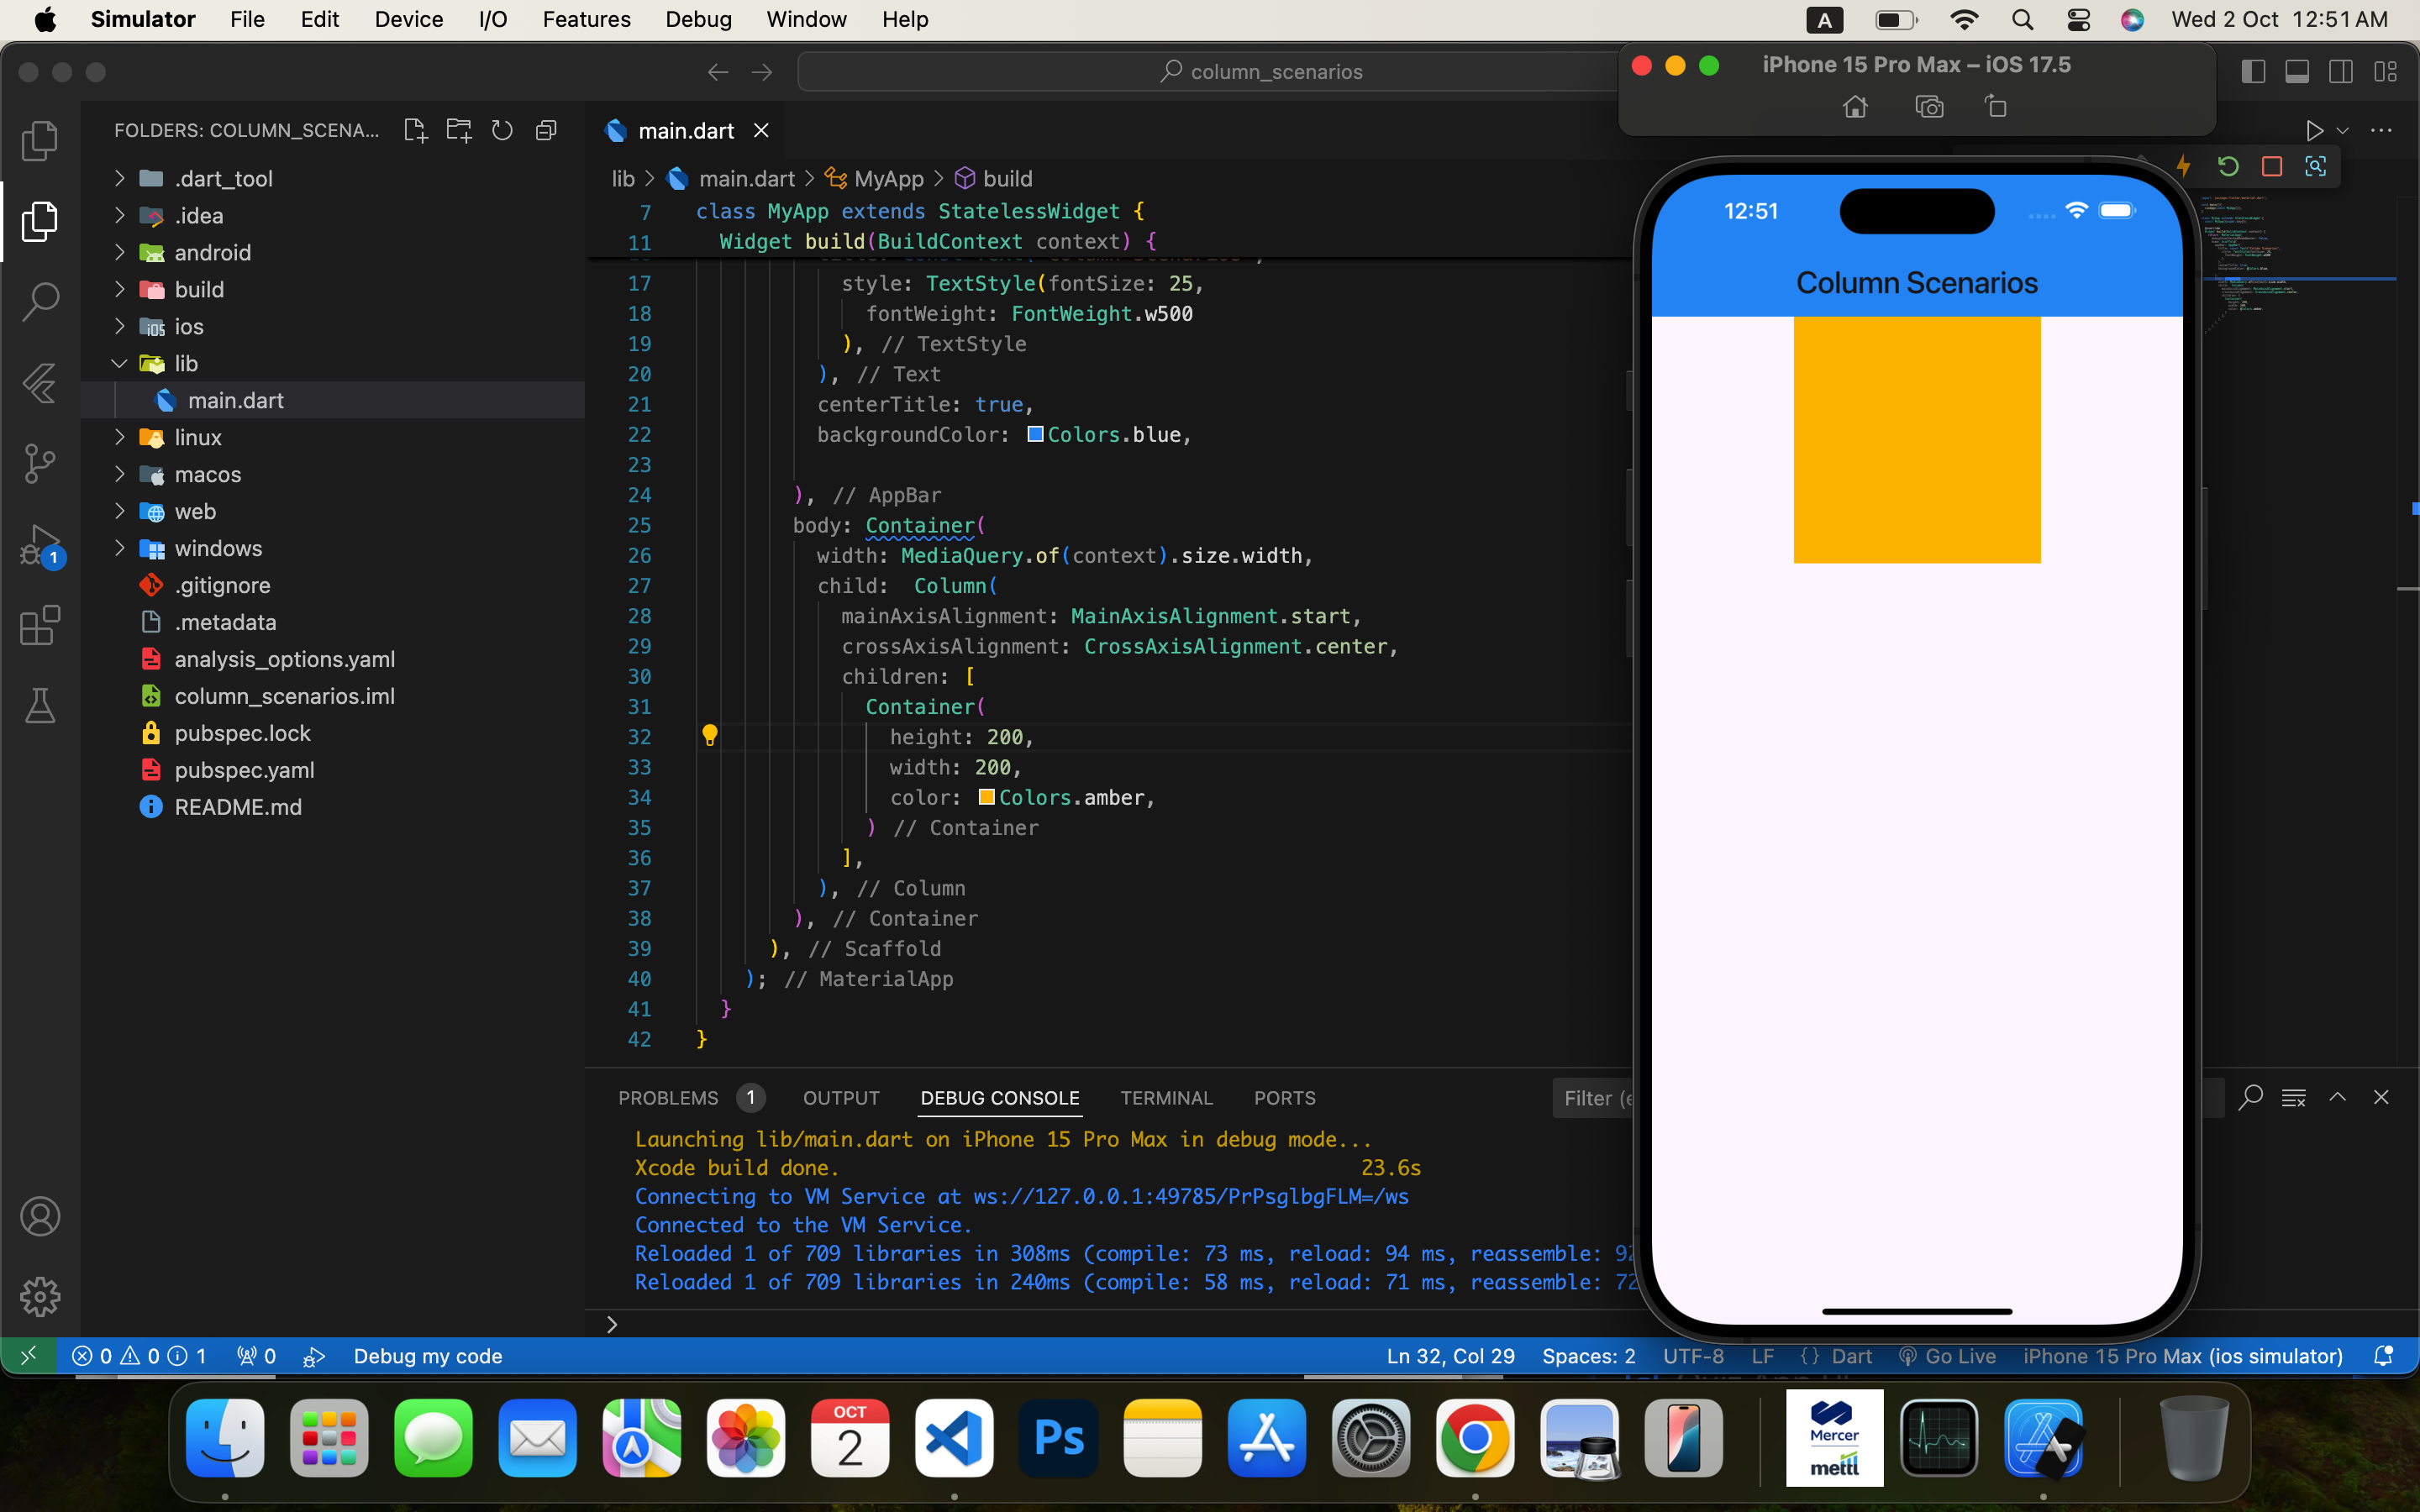 Simulator File Edit Device I/O Features Debug Window Help
A Wed 2 Oct 12:51 AM
column_scenarios
iPhone 15 Pro Max – iOS 17.5
FOLDERS: COLUMN_SCENA...
.dart_tool
.idea
android
build
ios
lib
main.dart
linux
macos
web
windows
.gitignore
.metadata
analysis_options.yaml
column_scenarios.iml
pubspec.lock
pubspec.yaml
README.md
1
main.dart
lib > main.dart > MyApp > build
7 class MyApp extends StatelessWidget {
11 Widget build(BuildContext context) {
17 style: TextStyle(fontSize: 25,
18 fontWeight: FontWeight.w500
19 ), // TextStyle
20 ), // Text
21 centerTitle: true,
22 backgroundColor: Colors.blue,
23
24 ), // AppBar
25 body: Container(
26 width: MediaQuery.of(context).size.width,
27 child:  Column(
28 mainAxisAlignment: MainAxisAlignment.start,
29 crossAxisAlignment: CrossAxisAlignment.center,
30 children: [
31 Container(
32 height: 200,
33 width: 200,
34 color: Colors.amber,
35 ) // Container
36 ],
37 ), // Column
38 ), // Container
39 ), // Scaffold
40 ); // MaterialApp
41 }
42 }
12:51
Column Scenarios
PROBLEMS 1 OUTPUT DEBUG CONSOLE TERMINAL PORTS Filter (e
Launching lib/main.dart on iPhone 15 Pro Max in debug mode...
Xcode build done. 23.6s
Connecting to VM Service at ws://127.0.0.1:49785/PrPsglbgFLM=/ws
Connected to the VM Service.
Reloaded 1 of 709 libraries in 308ms (compile: 73 ms, reload: 94 ms, reassemble: 92
Reloaded 1 of 709 libraries in 240ms (compile: 58 ms, reload: 71 ms, reassemble: 72
>
0 0 1 0 Debug my code Ln 32, Col 29 Spaces: 2 UTF-8 LF {} Dart Go Live iPhone 15 Pro Max (ios simulator)
OCT
2
Ps
Mercer
mettl